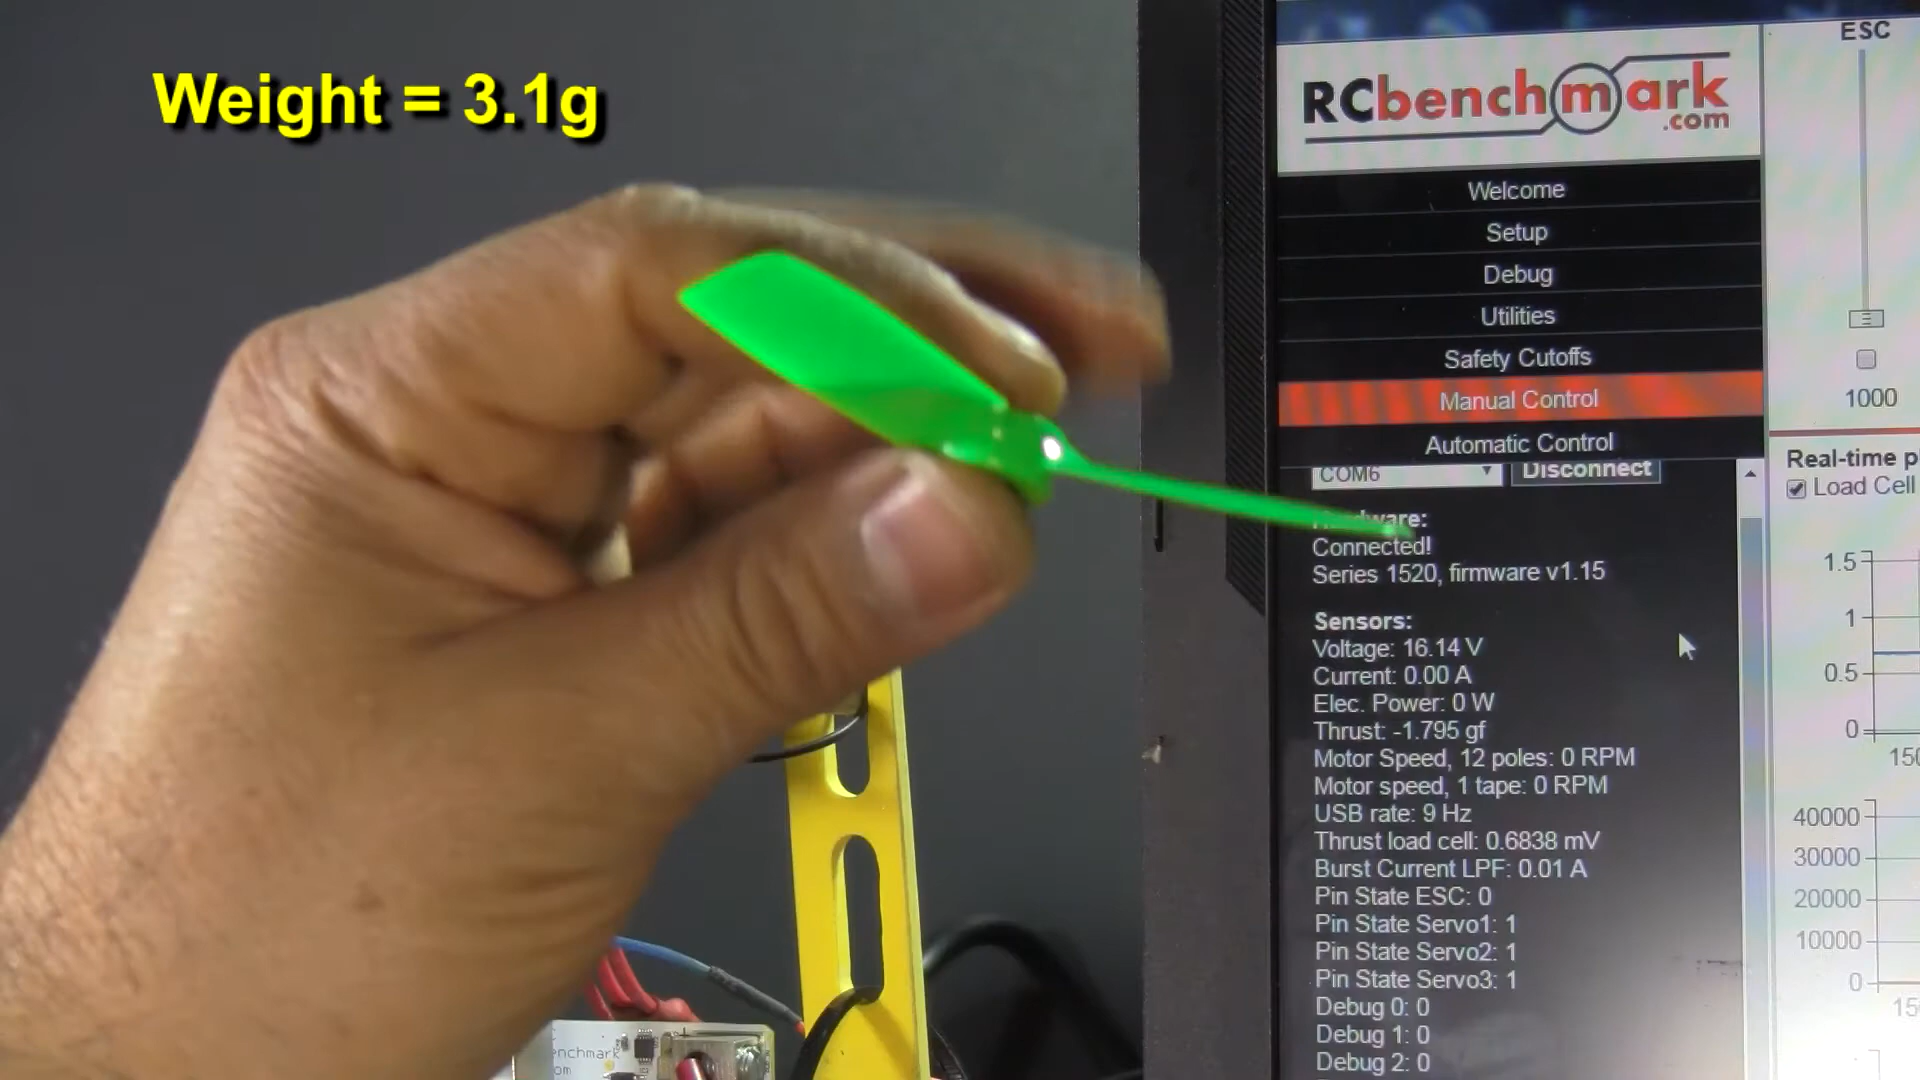 Weight = 3.1g
RCbenchmark
.com
Welcome
Setup
Debug
Utilities
Safety Cutoffs
Manual Control
Automatic Control
COM6
Disconnect
Connected!
Series 1520, firmware v1.15
Sensors:
Voltage: 16.14 V
Current: 0.00 A
Elec. Power: 0 W
Thrust: -1.795 gf
Motor Speed, 12 poles: 0 RPM
Motor speed, 1 tape: 0 RPM
USB rate: 9 Hz
Thrust load cell: 0.6838 mV
Burst Current LPF: 0.01 A
Pin State ESC: 0
Pin State Servo1: 1
Pin State Servo2: 1
Pin State Servo3: 1
Debug 0: 0
Debug 1: 0
Debug 2: 0
ESC
1000
Real-time p
Load Cell
1.5
1
0.5
0
150
40000
30000
20000
10000
0
15
enchmark
om